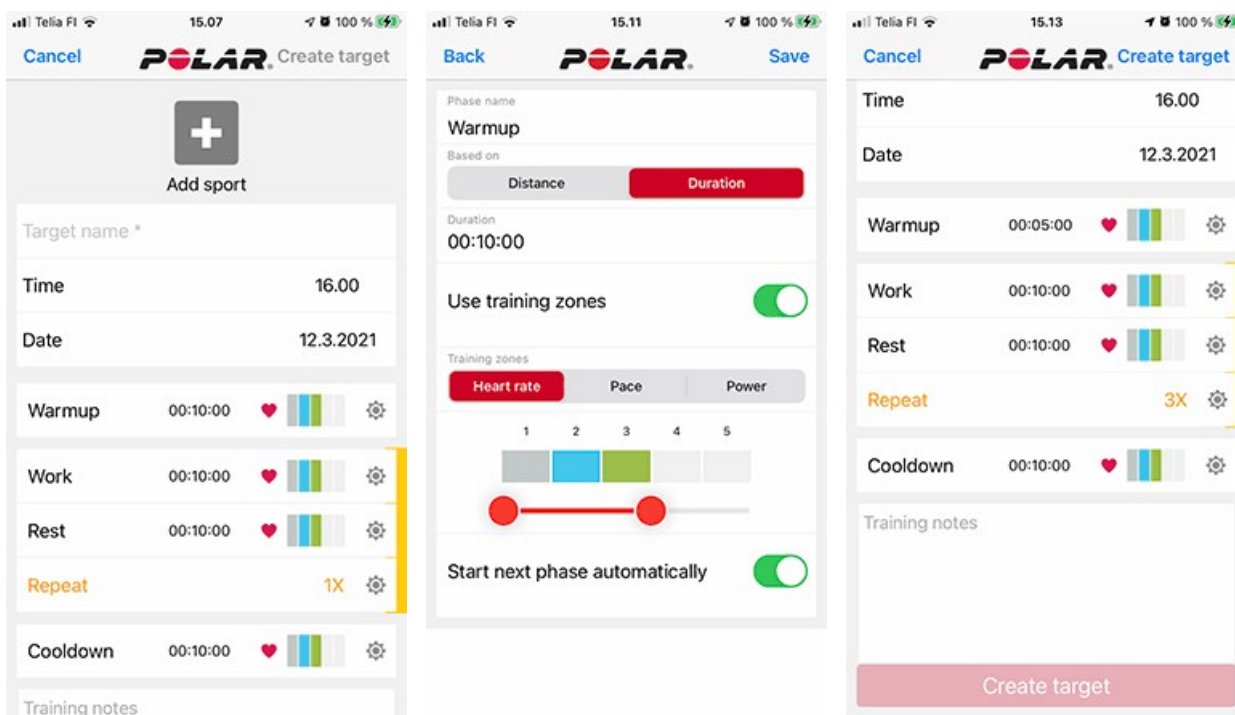 Telia FI 15.07 100 %
Cancel POLAR. Create target
Add sport
Target name *
Time 16.00
Date 12.3.2021
Warmup 00:10:00
Work 00:10:00
Rest 00:10:00
Repeat 1X
Cooldown 00:10:00
Training notes
Telia FI 15.11 100 %
Back POLAR. Save
Phase name
Warmup
Based on
Distance Duration
Duration
00:10:00
Use training zones
Training zones
Heart rate Pace Power
1 2 3 4 5
Start next phase automatically
Telia FI 15.13 100 %
Cancel POLAR. Create target
Time 16.00
Date 12.3.2021
Warmup 00:05:00
Work 00:10:00
Rest 00:10:00
Repeat 3X
Cooldown 00:10:00
Training notes
Create target